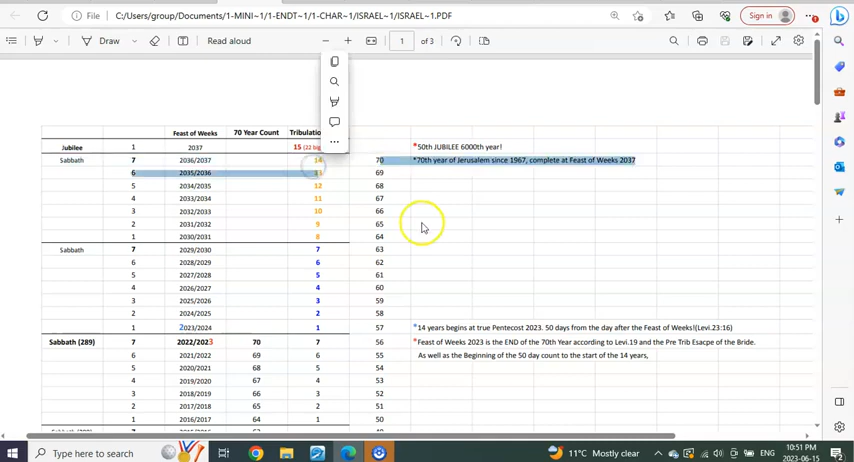 File | C:/Users/group/Documents/1-MINI~1/1-ENDT~1/1-CHAR~1/ISRAEL~1/ISRAEL~1.PDF
Sign in
Draw
Read aloud
1 of 3
Feast of Weeks 70 Year Count Tribulation
Jubilee 1 2037 15 (22 big *50th JUBILEE 6000th year!
Sabbath 7 2036/2037 14 70 *70th year of Jerusalem since 1967, complete at Feast of Weeks 2037
6 2035/2036 13 69
5 2034/2035 12 68
4 2033/2034 11 67
3 2032/2033 10 66
2 2031/2032 9 65
1 2030/2031 8 64
Sabbath 7 2029/2030 7 63
6 2028/2029 6 62
5 2027/2028 5 61
4 2026/2027 4 60
3 2025/2026 3 59
2 2024/2025 2 58
1 2023/2024 1 57 *14 years begins at true Pentecost 2023. 50 days from the day after the Feast of Weeks!(Levi.23:16)
Sabbath (289) 7 2022/2023 70 7 56 *Feast of Weeks 2023 is the END of the 70th Year according to Levi.19 and the Pre Trib Esacpe of the Bride.
6 2021/2022 69 6 55 As well as the Beginning of the 50 day count to the start of the 14 years,
5 2020/2021 68 5 54
4 2019/2020 67 4 53
3 2018/2019 66 3 52
2 2017/2018 65 2 51
1 2016/2017 64 1 50
Type here to search
11°C Mostly clear
ENG
10:51 PM
2023-06-15
2